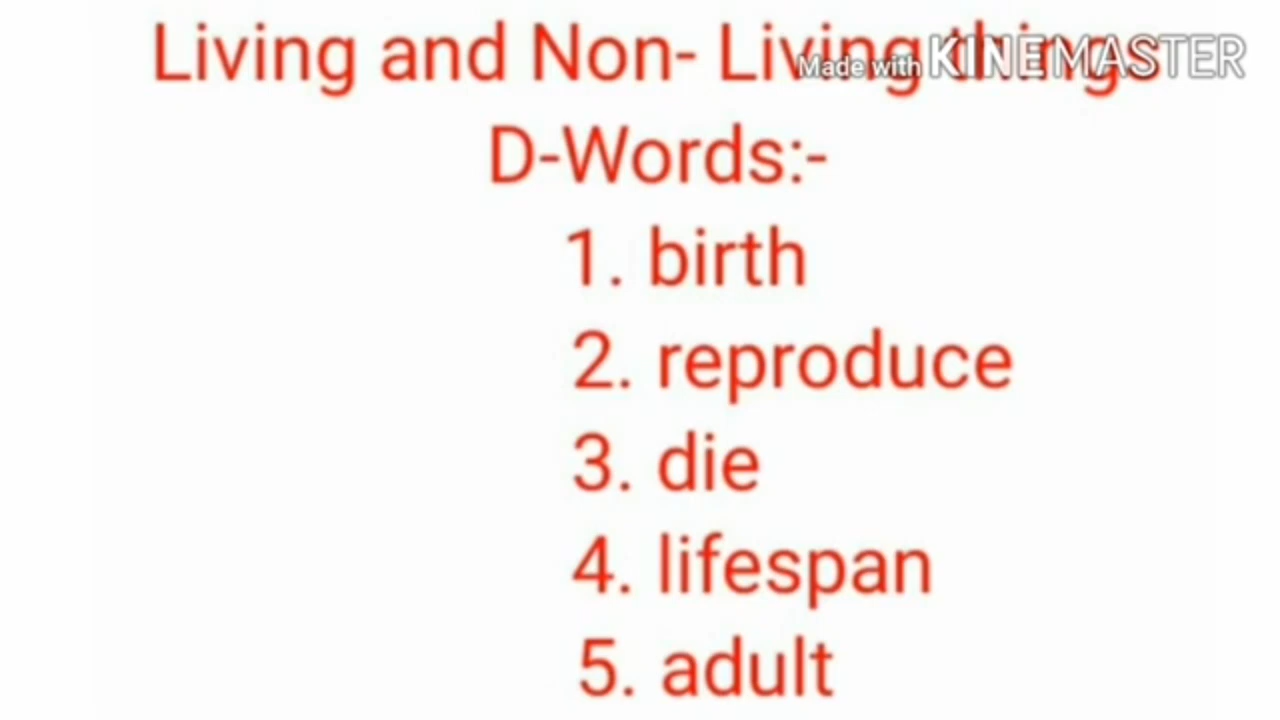 Living and Non- Living things
Made with KINEMASTER
D-Words:-
1. birth
2. reproduce
3. die
4. lifespan
5. adult